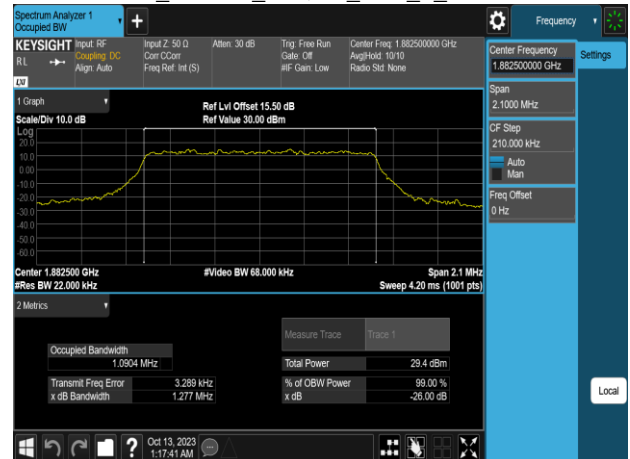 Spectrum Analyzer 1
Occupied BW
Frequency
KEYSIGHT Input: RF Input Z: 50 Ω Atten: 30 dB Trig: Free Run Center Freq: 1.882500000 GHz
RL Coupling: DC Corr CCorr Gate: Off Avg|Hold: 10/10
Align: Auto Freq Ref: Int (S) #IF Gain: Low Radio Std: None
LXI
Center Frequency
1.882500000 GHz
Settings
Span
2.1000 MHz
CF Step
210.000 kHz
Auto
Man
Freq Offset
0 Hz
1 Graph
Scale/Div 10.0 dB
Ref Lvl Offset 15.50 dB
Ref Value 30.00 dBm
Log
20.0
10.0
0.00
-10.0
-20.0
-30.0
-40.0
-50.0
-60.0
Center 1.882500 GHz #Video BW 68.000 kHz Span 2.1 MHz
#Res BW 22.000 kHz Sweep 4.20 ms (1001 pts)
2 Metrics
Measure Trace Trace 1
Occupied Bandwidth
1.0904 MHz
Total Power 29.4 dBm
Transmit Freq Error 3.289 kHz % of OBW Power 99.00 %
x dB Bandwidth 1.277 MHz x dB -26.00 dB
Local
? Oct 13, 2023
1:17:41 AM